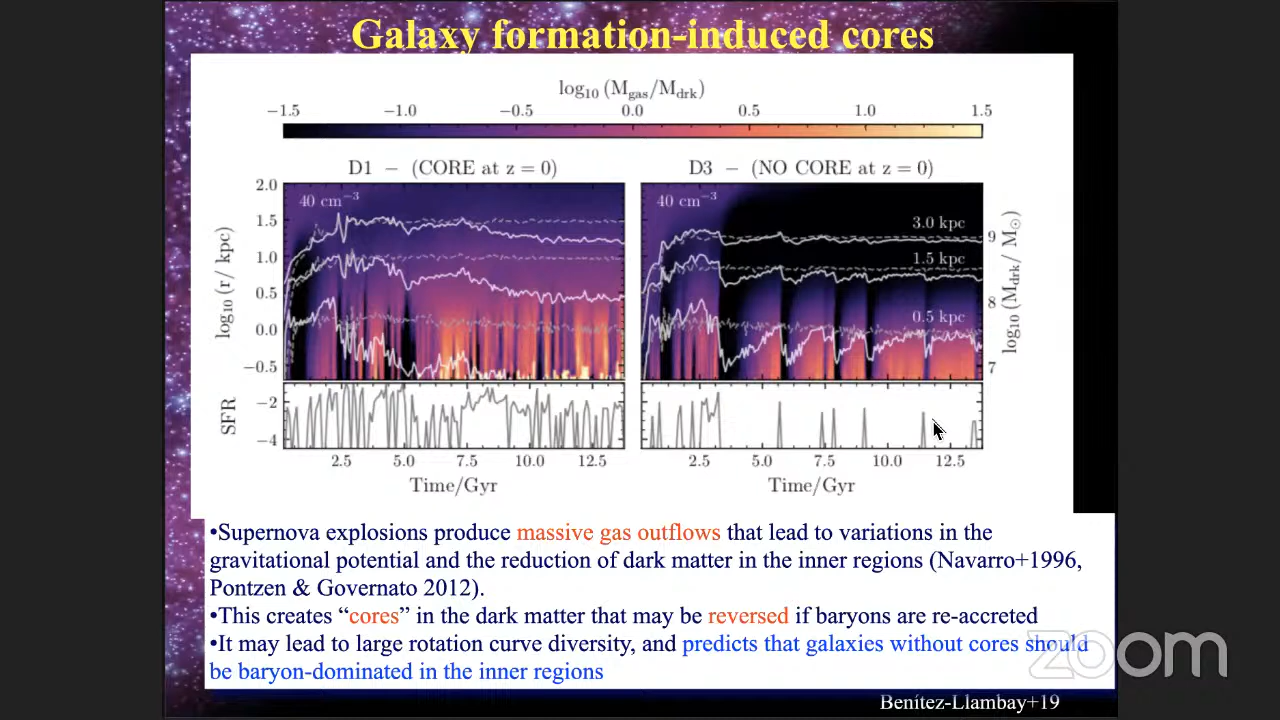 Galaxy formation-induced cores
log₁₀ (M_gas/M_drk)
−1.5 −1.0 −0.5 0.0 0.5 1.0 1.5
D1 − (CORE at z = 0) D3 − (NO CORE at z = 0)
40 cm⁻³
40 cm⁻³
3.0 kpc
1.5 kpc
0.5 kpc
2.0
1.5
1.0
0.5
0.0
−0.5
log₁₀ (r/ kpc)
9
8
7
log₁₀ (M_drk/ M_⊙)
SFR
−2
−4
2.5 5.0 7.5 10.0 12.5 2.5 5.0 7.5 10.0 12.5
Time/Gyr Time/Gyr
•Supernova explosions produce massive gas outflows that lead to variations in the
gravitational potential and the reduction of dark matter in the inner regions (Navarro+1996,
Pontzen & Governato 2012).
•This creates “cores” in the dark matter that may be reversed if baryons are re-accreted
•It may lead to large rotation curve diversity, and predicts that galaxies without cores should
be baryon-dominated in the inner regions
zoom
Benítez-Llambay+19